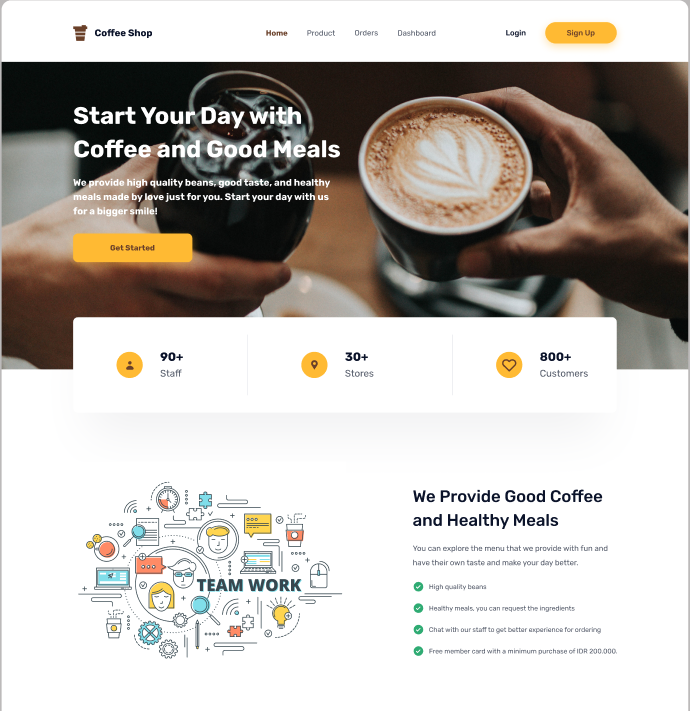 Coffee Shop
Home
Product
Orders
Dashboard
Login
Sign Up
Start Your Day with
Coffee and Good Meals
We provide high quality beans, good taste, and healthy
meals made by love just for you. Start your day with us
for a bigger smile!
Get Started
90+
Staff
30+
Stores
800+
Customers
TEAM WORK
We Provide Good Coffee
and Healthy Meals
You can explore the menu that we provide with fun and
have their own taste and make your day better.
High quality beans
Healthy meals, you can request the ingredients
Chat with our staff to get better experience for ordering
Free member card with a minimum purchase of IDR 200.000.